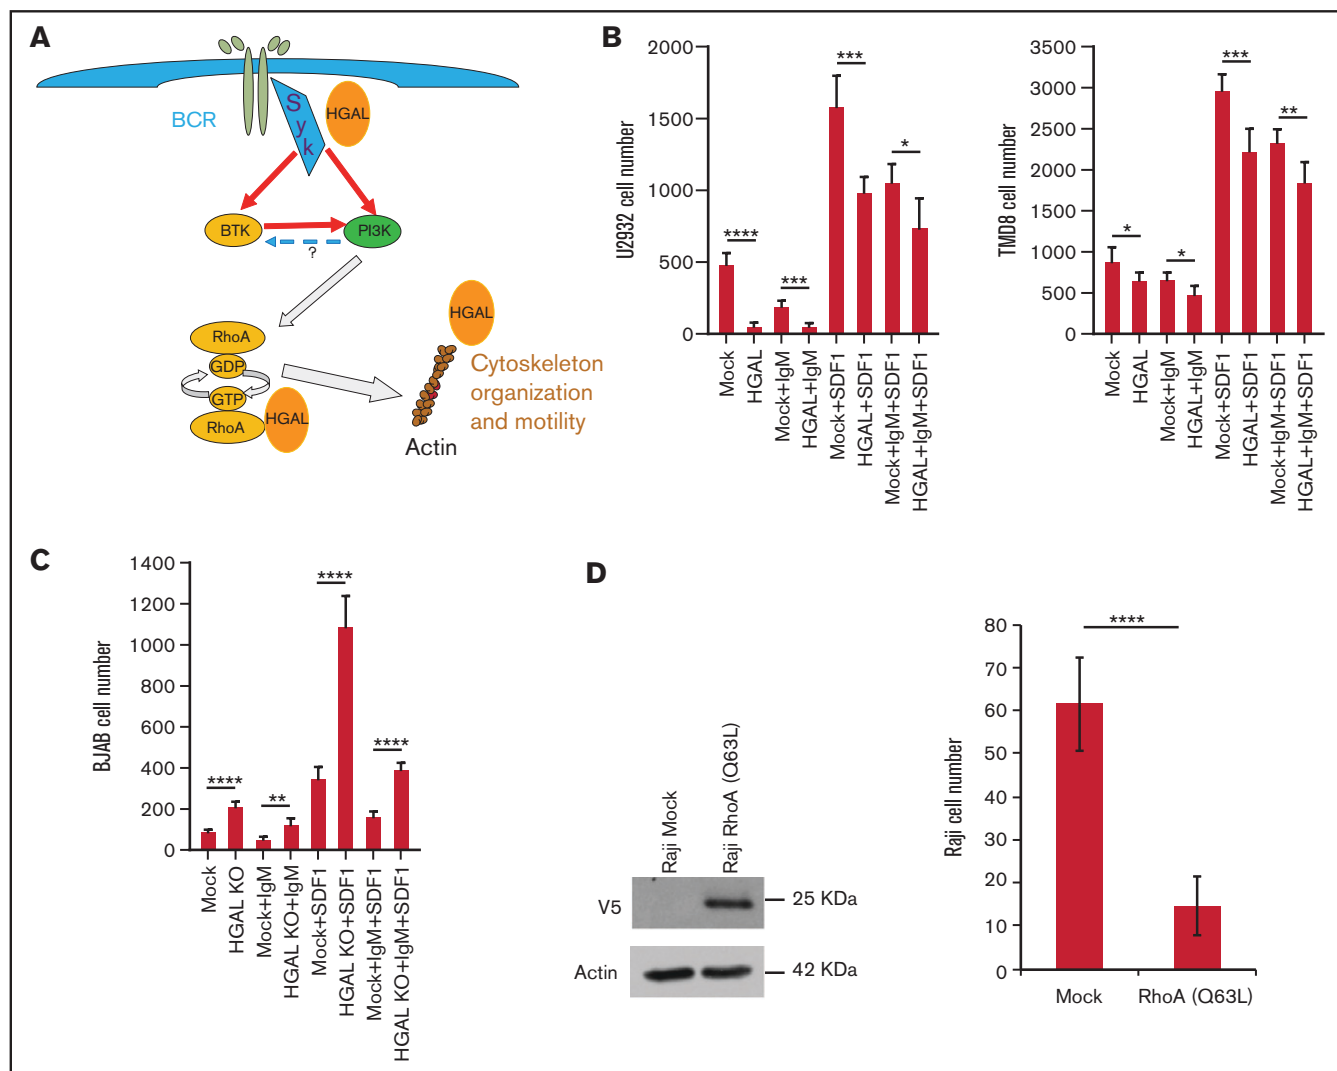 A
BCR
Syk
HGAL
BTK
PI3K
?
RhoA
GDP
GTP
RhoA
HGAL
HGAL
Actin
Cytoskeleton
organization
and motility
B
U2932 cell number
2000
1500
1000
500
0
****
***
***
*
Mock
HGAL
Mock+IgM
HGAL+IgM
Mock+SDF1
HGAL+SDF1
Mock+IgM+SDF1
HGAL+IgM+SDF1
TMD8 cell number
3500
3000
2500
2000
1500
1000
500
0
*
*
***
**
Mock
HGAL
Mock+IgM
HGAL+IgM
Mock+SDF1
HGAL+SDF1
Mock+IgM+SDF1
HGAL+IgM+SDF1
C
BJAB cell number
1400
1200
1000
800
600
400
200
0
****
**
****
****
Mock
HGAL KO
Mock+IgM
HGAL KO+IgM
Mock+SDF1
HGAL KO+SDF1
Mock+IgM+SDF1
HGAL KO+IgM+SDF1
D
Raji Mock
Raji RhoA (Q63L)
V5
25 KDa
Actin
42 KDa
Raji cell number
80
70
60
50
40
30
20
10
0
****
Mock
RhoA (Q63L)